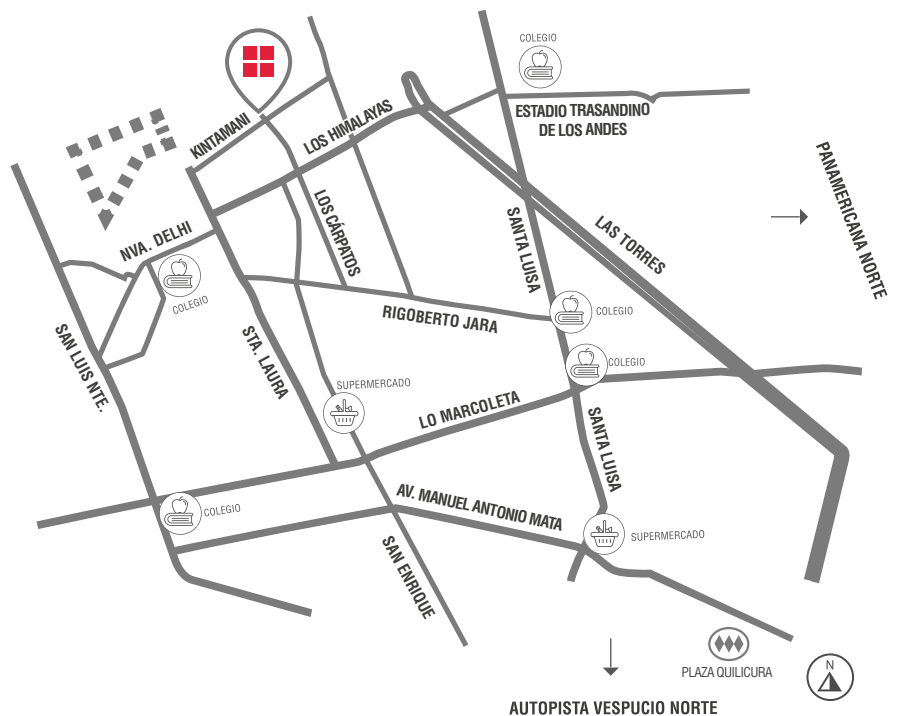 COLEGIO
ESTADIO TRASANDINO
DE LOS ANDES
KINTAMANI
LOS HIMALAYAS
PANAMERICANA NORTE
LOS CÁRPATOS
SANTA LUISA
LAS TORRES
NVA. DELHI
COLEGIO
RIGOBERTO JARA
COLEGIO
SAN LUIS NTE.
STA. LAURA
COLEGIO
SUPERMERCADO
LO MARCOLETA
SANTA LUISA
COLEGIO
AV. MANUEL ANTONIO MATA
SUPERMERCADO
SAN ENRIQUE
PLAZA QUILICURA
N
AUTOPISTA VESPUCIO NORTE